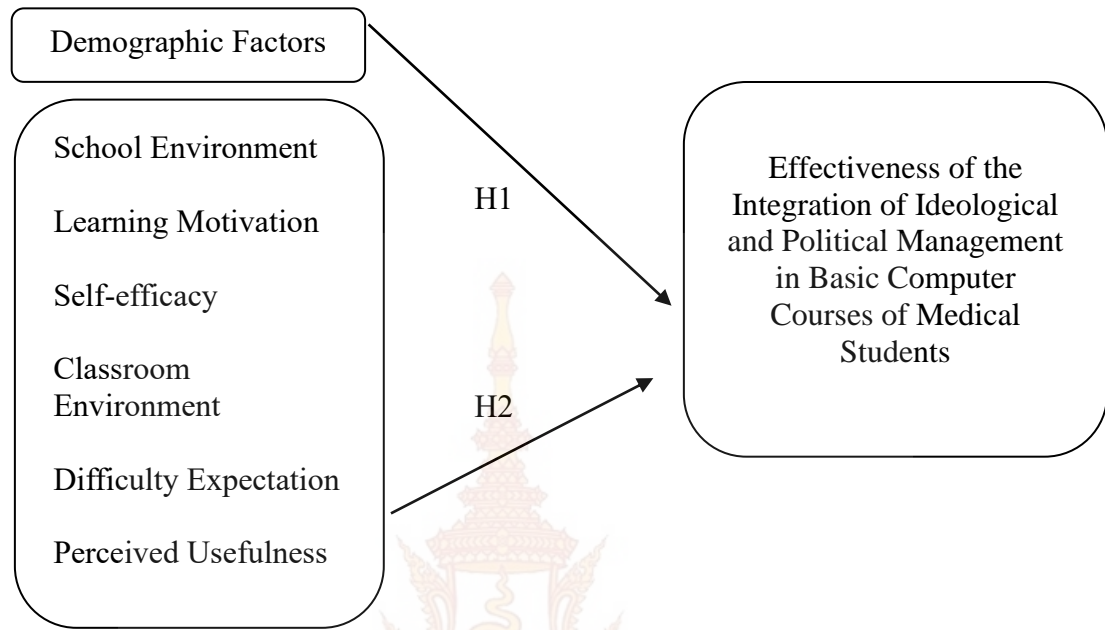 Demographic Factors
School Environment
Learning Motivation
Self-efficacy
Classroom
Environment
Difficulty Expectation
Perceived Usefulness
H1
H2
Effectiveness of the
Integration of Ideological
and Political Management
in Basic Computer
Courses of Medical
Students